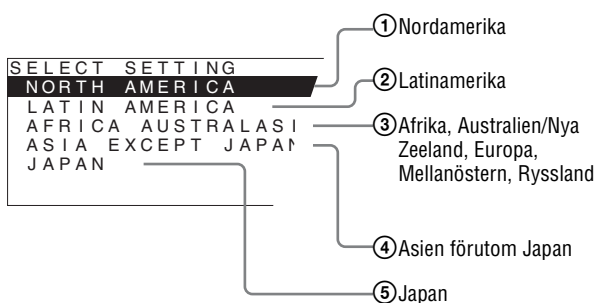 SELECT SETTING
NORTH AMERICA
LATIN AMERICA
AFRICA AUSTRALASI
ASIA EXCEPT JAPAN
JAPAN
①Nordamerika
②Latinamerika
③Afrika, Australien/Nya
Zeeland, Europa,
Mellanöstern, Ryssland
④Asien förutom Japan
⑤Japan